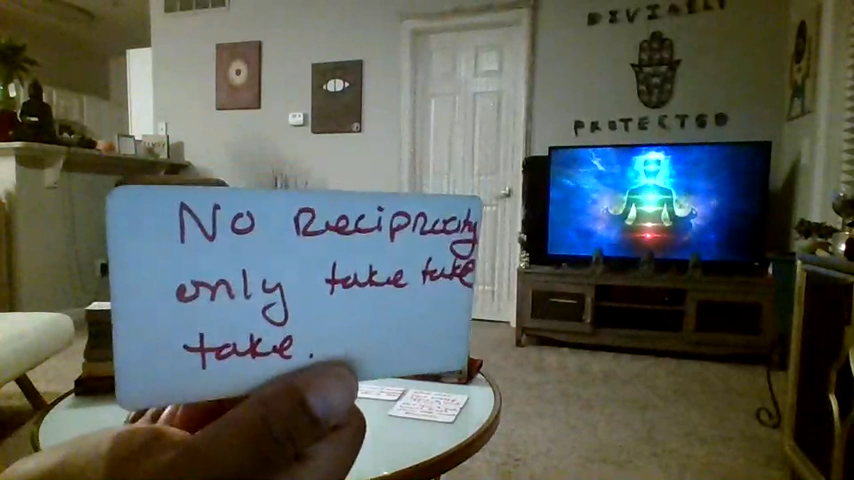 DIVINELY
PROTECTED
No Reciprocity
only take take
take.